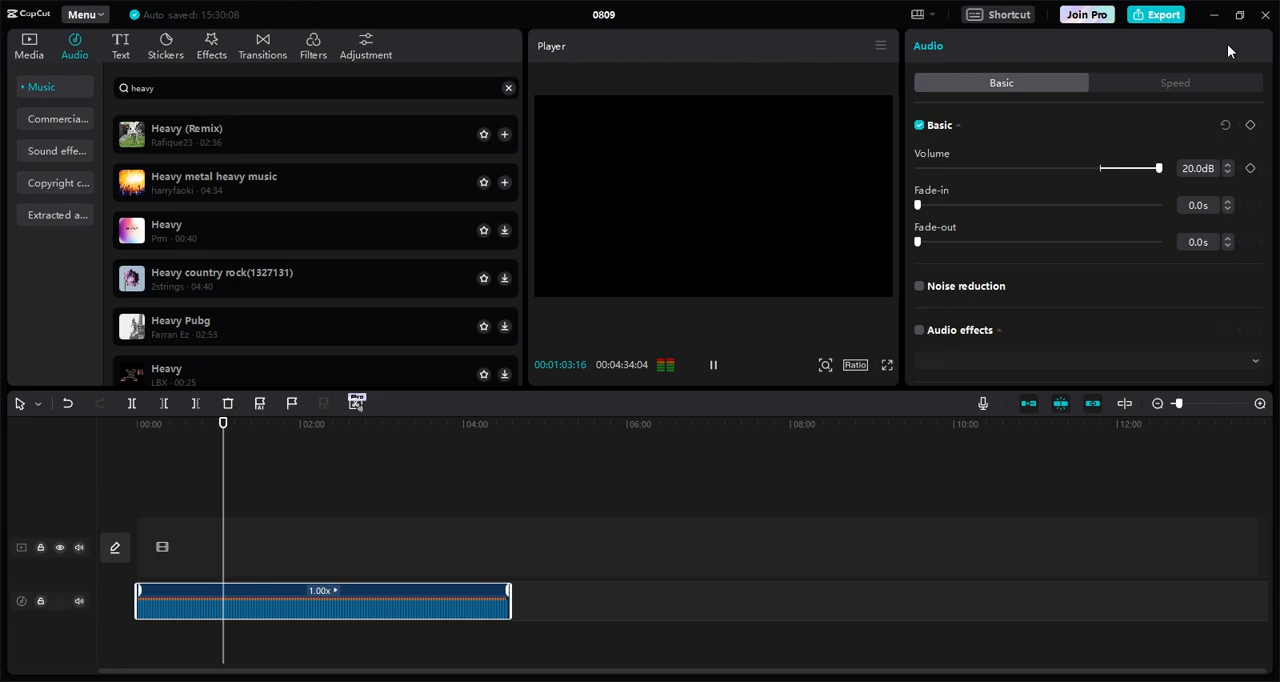 CapCut
Menu
Auto saved: 15:30:08
0809
Shortcut
Join Pro
Export
Media
Audio
Text
Stickers
Effects
Transitions
Filters
Adjustment
Music
Commercia...
Sound effe...
Copyright c...
Extracted a...
heavy
Heavy (Remix)
Rafique23 · 02:36
Heavy metal heavy music
harryfaoki · 04:34
Heavy
Prm · 00:40
Heavy country rock(1327131)
2strings · 04:40
Heavy Pubg
Farran Ez · 02:53
Heavy
LBX · 00:25
Player
00:01:03:16
00:04:34:04
Ratio
Audio
Basic
Speed
Basic
Volume
20.0dB
Fade-in
0.0s
Fade-out
0.0s
Noise reduction
Audio effects
Pro
00:00
02:00
04:00
06:00
08:00
10:00
12:00
1.00x